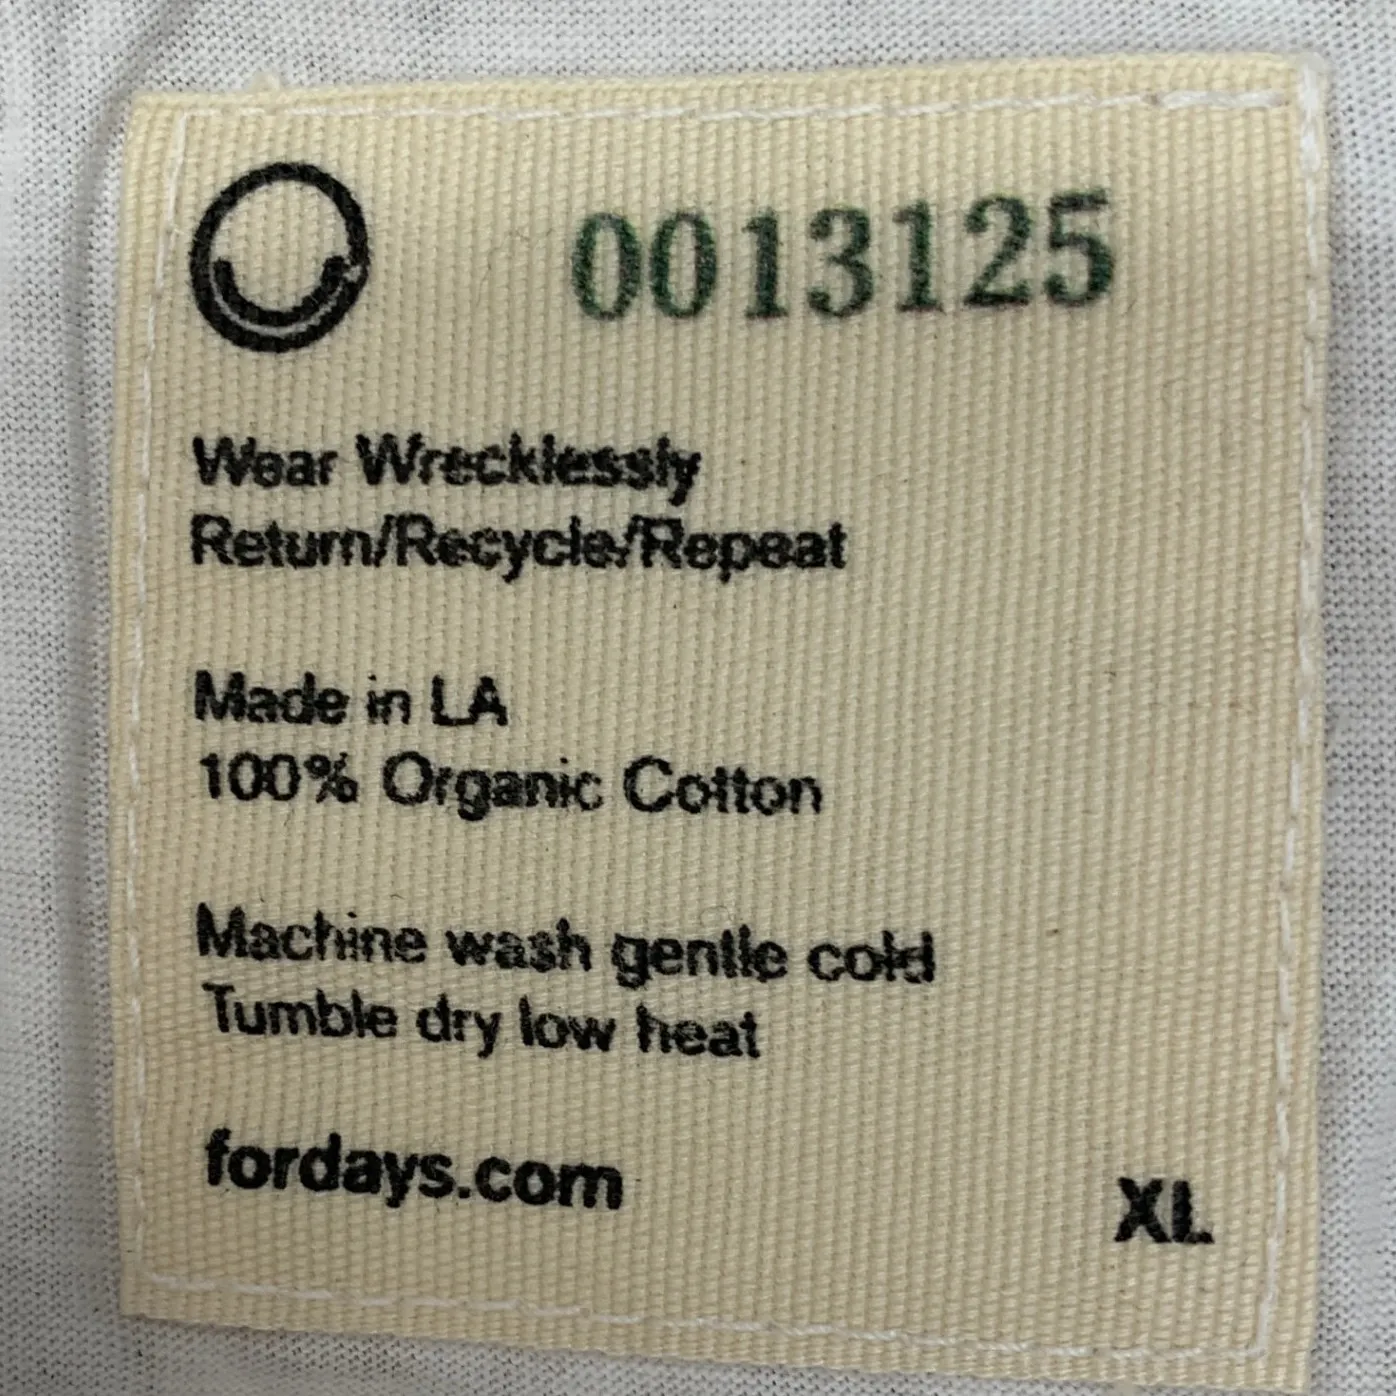 0013125
Wear Wrecklessly
Return/Recycle/Repeat
Made in LA
100% Organic Cotton
Machine wash gentle cold
Tumble dry low heat
fordays.com
XL